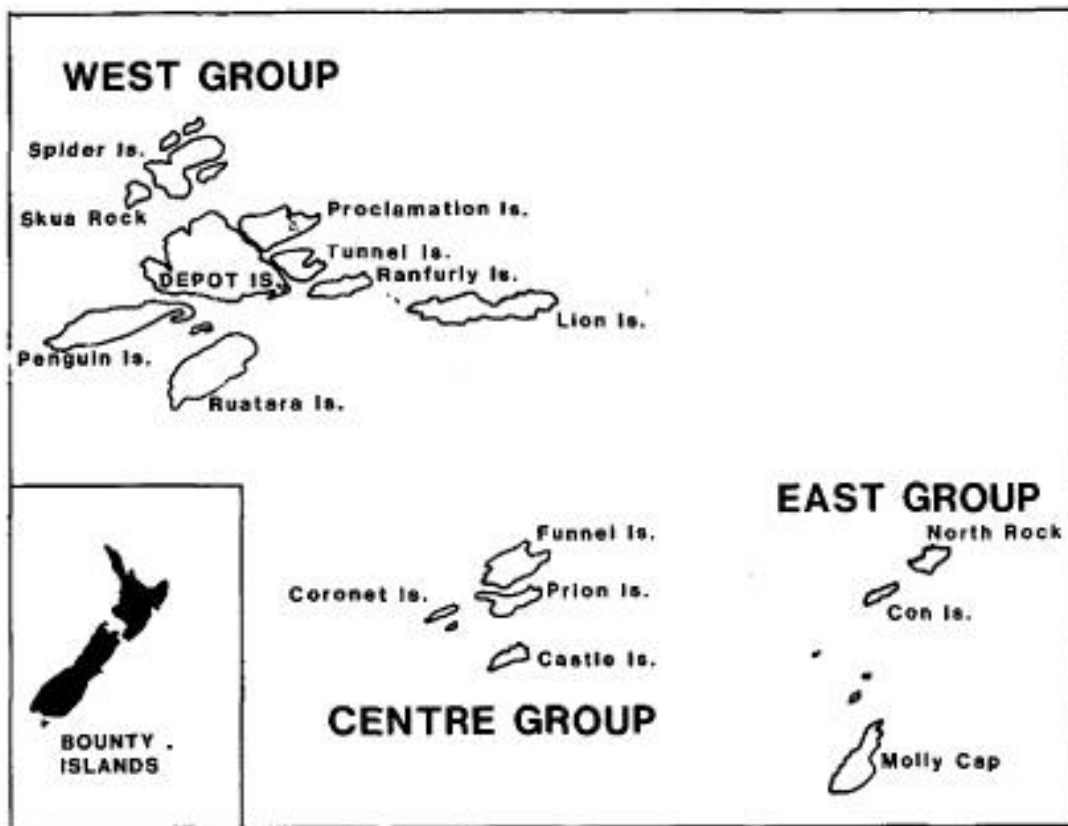 WEST GROUP
Spider Is.
Skua Rock
Proclamation Is.
Tunnel Is.
DEPOT IS.
Ranfurly Is.
Lion Is.
Penguin Is.
Ruatara Is.
EAST GROUP
North Rock
Funnel Is.
Coronet Is.
Prion Is.
Con Is.
Castle Is.
CENTRE GROUP
Molly Cap
BOUNTY
ISLANDS